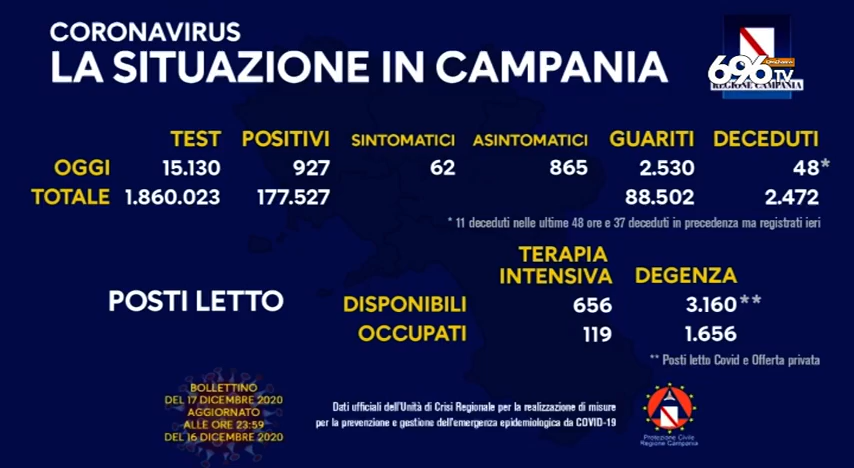 CORONAVIRUS
LA SITUAZIONE IN CAMPANIA
696 TV
REGIONE CAMPANIA
TEST POSITIVI SINTOMATICI ASINTOMATICI GUARITI DECEDUTI
OGGI 15.130 927 62 865 2.530 48*
TOTALE 1.860.023 177.527 88.502 2.472
* 11 deceduti nelle ultime 48 ore e 37 deceduti in precedenza ma registrati ieri
TERAPIA
INTENSIVA DEGENZA
POSTI LETTO
DISPONIBILI 656 3.160**
OCCUPATI 119 1.656
** Posti letto Covid e Offerta privata
BOLLETTINO
DEL 17 DICEMBRE 2020
AGGIORNATO
ALLE ORE 23:59
DEL 16 DICEMBRE 2020
Dati ufficiali dell'Unità di Crisi Regionale per la realizzazione di misure
per la prevenzione e gestione dell'emergenza epidemiologica da COVID-19
Protezione Civile
Regione Campania